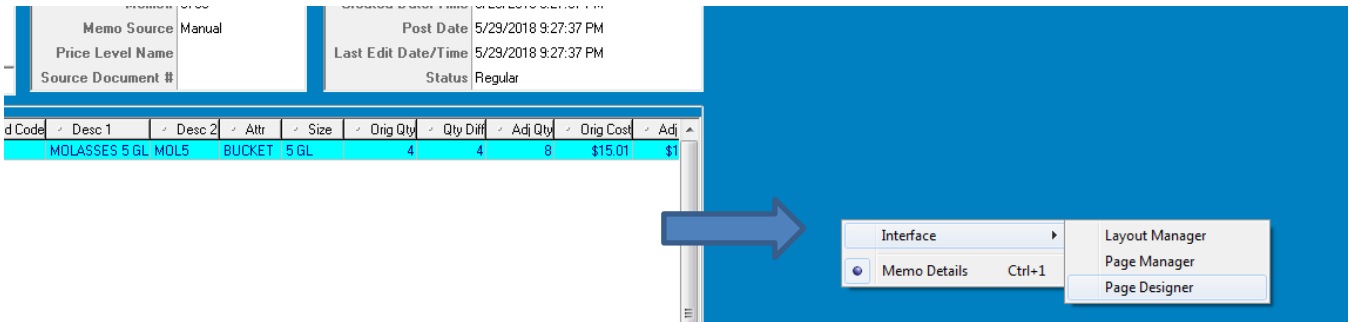 Memo Source Manual
Price Level Name
Source Document #
Post Date 5/29/2018 9:27:37 PM
Last Edit Date/Time 5/29/2018 9:27:37 PM
Status Regular
d Code Desc 1 Desc 2 Attr Size Orig Qty Qty Diff Adj Qty Orig Cost Adj
MOLASSES 5 GL MOL5 BUCKET 5 GL 4 4 8 $15.01 $1
Interface
Memo Details Ctrl+1
Layout Manager
Page Manager
Page Designer